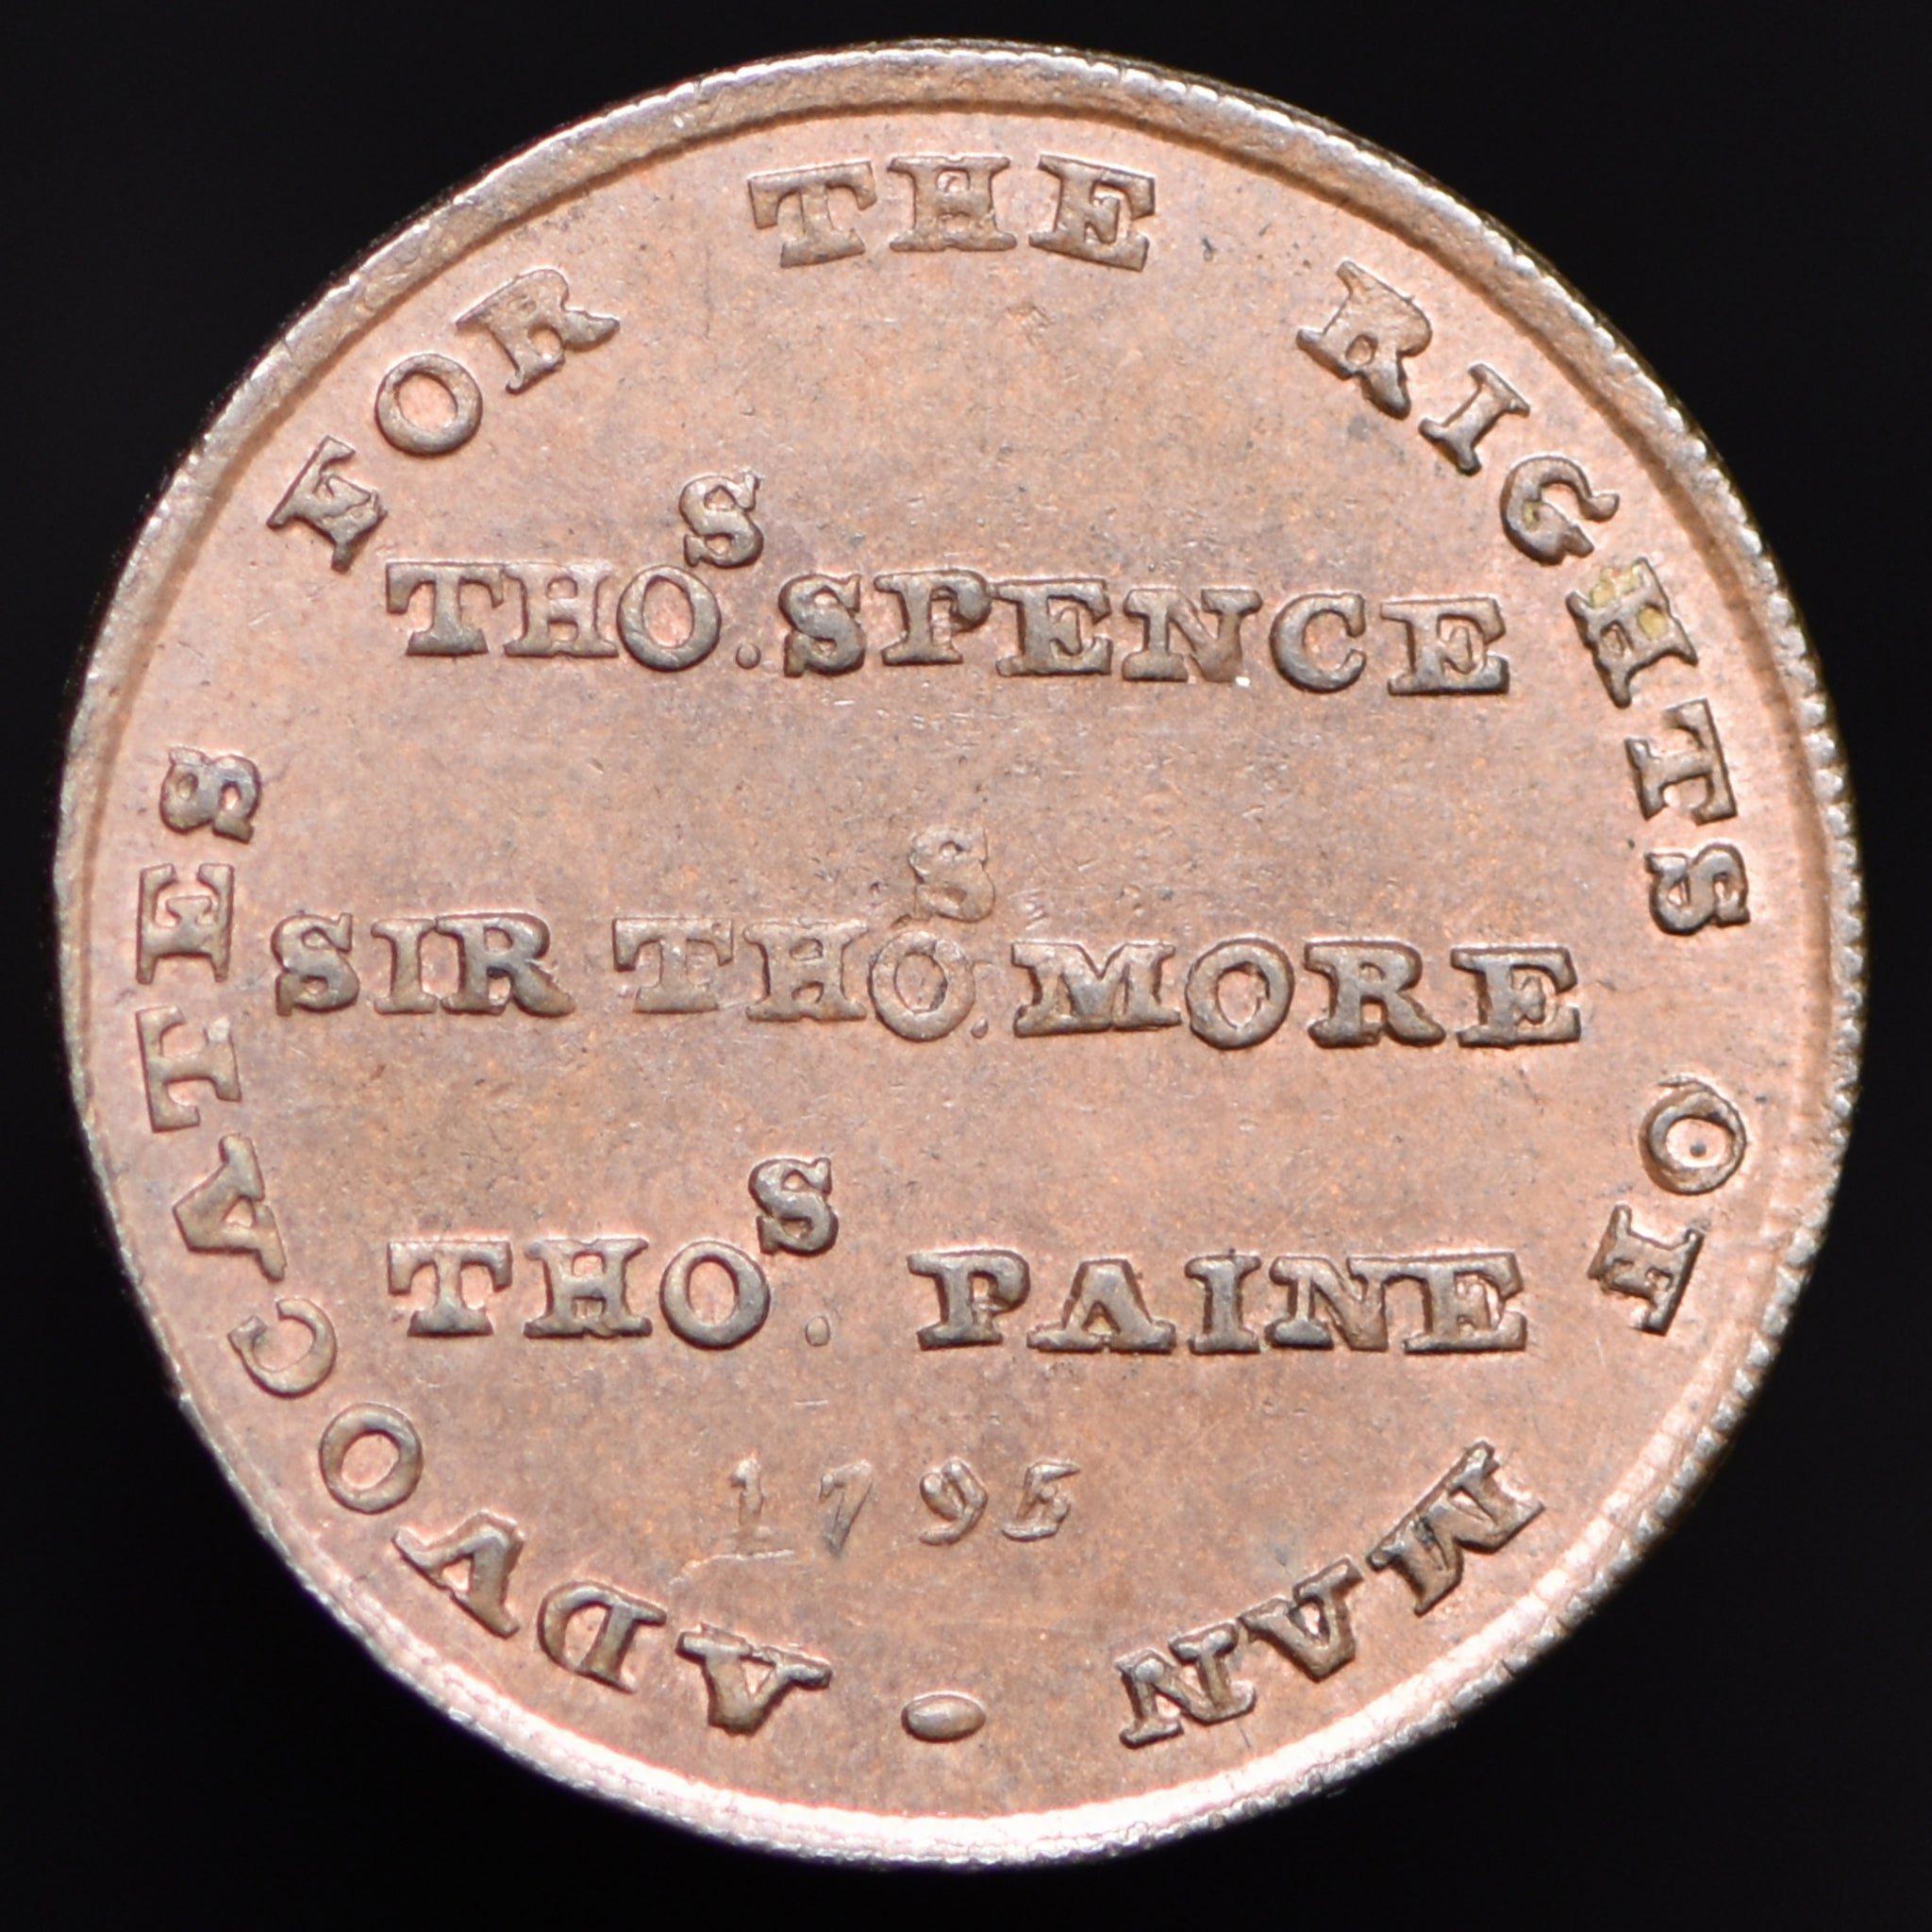 ADVOCATES FOR THE RIGHTS OF MAN
THOS. SPENCE
SIR THOS. MORE
THOS. PAINE
1795